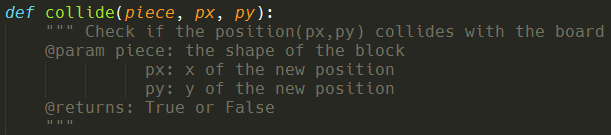 def collide(piece, px, py):
""" Check if the position(px,py) collides with the board
@param piece: the shape of the block
px: x of the new position
py: y of the new position
@returns: True or False
"""